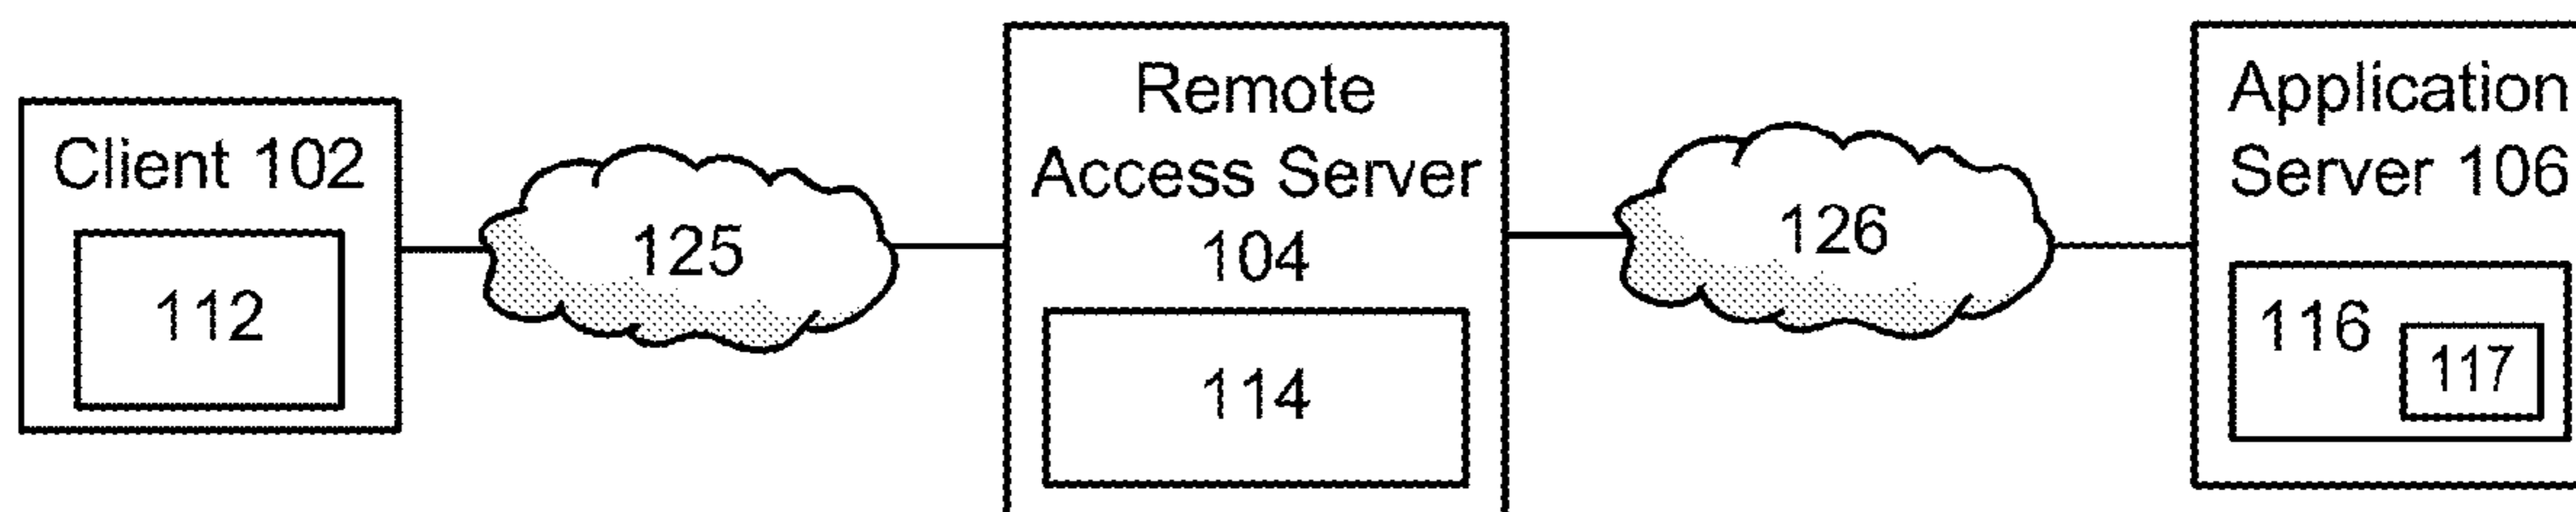 Client 102
112
125
Remote
Access Server
104
114
126
Application
Server 106
116
117